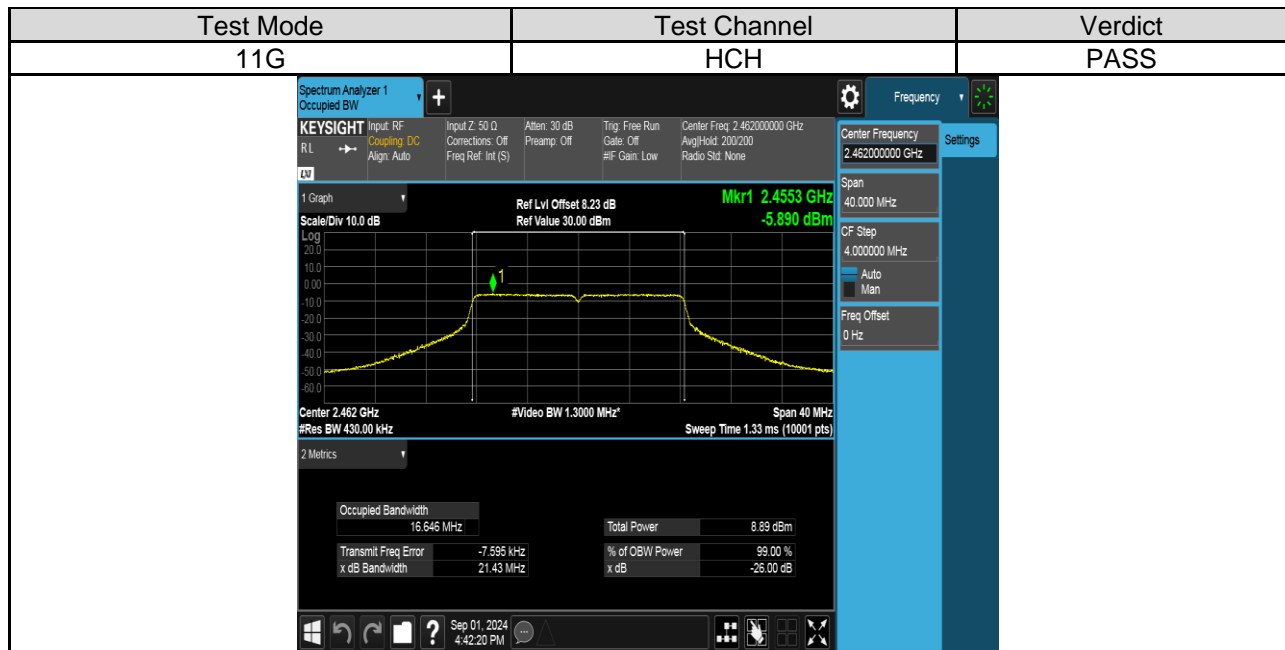 Test Mode Test Channel Verdict
11G HCH PASS
Spectrum Analyzer 1
Occupied BW
+
Frequency
KEYSIGHT Input: RF Input Z: 50 Ω Atten: 30 dB Trig: Free Run Center Freq: 2.462000000 GHz
RL Coupling: DC Corrections: Off Preamp: Off Gate: Off Avg|Hold: 200/200
Align: Auto Freq Ref: Int (S) #IF Gain: Low Radio Std: None
LXI
Center Frequency
2.462000000 GHz
Settings
Span
40.000 MHz
CF Step
4.000000 MHz
Auto
Man
Freq Offset
0 Hz
1 Graph
Ref Lvl Offset 8.23 dB Mkr1 2.4553 GHz
Scale/Div 10.0 dB Ref Value 30.00 dBm -5.890 dBm
Log
20.0
10.0
0.00
-10.0
-20.0
-30.0
-40.0
-50.0
-60.0
1
Center 2.462 GHz #Video BW 1.3000 MHz* Span 40 MHz
#Res BW 430.00 kHz Sweep Time 1.33 ms (10001 pts)
2 Metrics
Occupied Bandwidth
16.646 MHz Total Power 8.89 dBm
Transmit Freq Error -7.595 kHz % of OBW Power 99.00 %
x dB Bandwidth 21.43 MHz x dB -26.00 dB
? Sep 01, 2024
4:42:20 PM